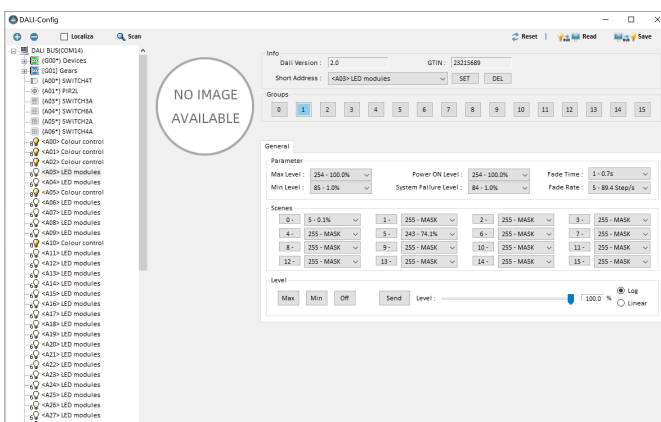 DALI-Config
Localiza Scan Reset Read Save
DALI BUS(COM14)
(G00*) Devices
[G01] Gears
(A00*) SWITCH4T
(A01*) PIR2L
(A03*) SWITCH3A
(A04*) SWITCH8A
(A05*) SWITCH2A
(A06*) SWITCH4A
<A00> Colour control
<A01> Colour control
<A02> Colour control
<A03> LED modules
<A04> LED modules
<A05> Colour control
<A06> LED modules
<A07> LED modules
<A08> LED modules
<A09> LED modules
<A10> Colour control
<A11> LED modules
<A12> LED modules
<A13> LED modules
<A14> LED modules
<A15> LED modules
<A16> LED modules
<A17> LED modules
<A18> LED modules
<A19> LED modules
<A20> LED modules
<A21> LED modules
<A22> LED modules
<A23> LED modules
<A24> LED modules
<A25> LED modules
<A26> LED modules
<A27> LED modules
NO IMAGE
AVAILABLE
Info
Dali Version : 2.0 GTIN : 23215689
Short Address : <A03> LED modules SET DEL
Groups
0 1 2 3 4 5 6 7 8 9 10 11 12 13 14 15
General
Parameter
Max Level : 254 - 100.0% Power ON Level : 254 - 100.0% Fade Time : 1 - 0.7s
Min Level : 85 - 1.0% System Failure Level : 84 - 1.0% Fade Rate : 5 - 89.4 Step/s
Scenes
0 - 5 - 0.1% 1 - 255 - MASK 2 - 255 - MASK 3 - 255 - MASK
4 - 255 - MASK 5 - 243 - 74.1% 6 - 255 - MASK 7 - 255 - MASK
8 - 255 - MASK 9 - 255 - MASK 10 - 255 - MASK 11 - 255 - MASK
12 - 255 - MASK 13 - 255 - MASK 14 - 255 - MASK 15 - 255 - MASK
Level
Max Min Off Send Level : 100.0 % Log
Linear